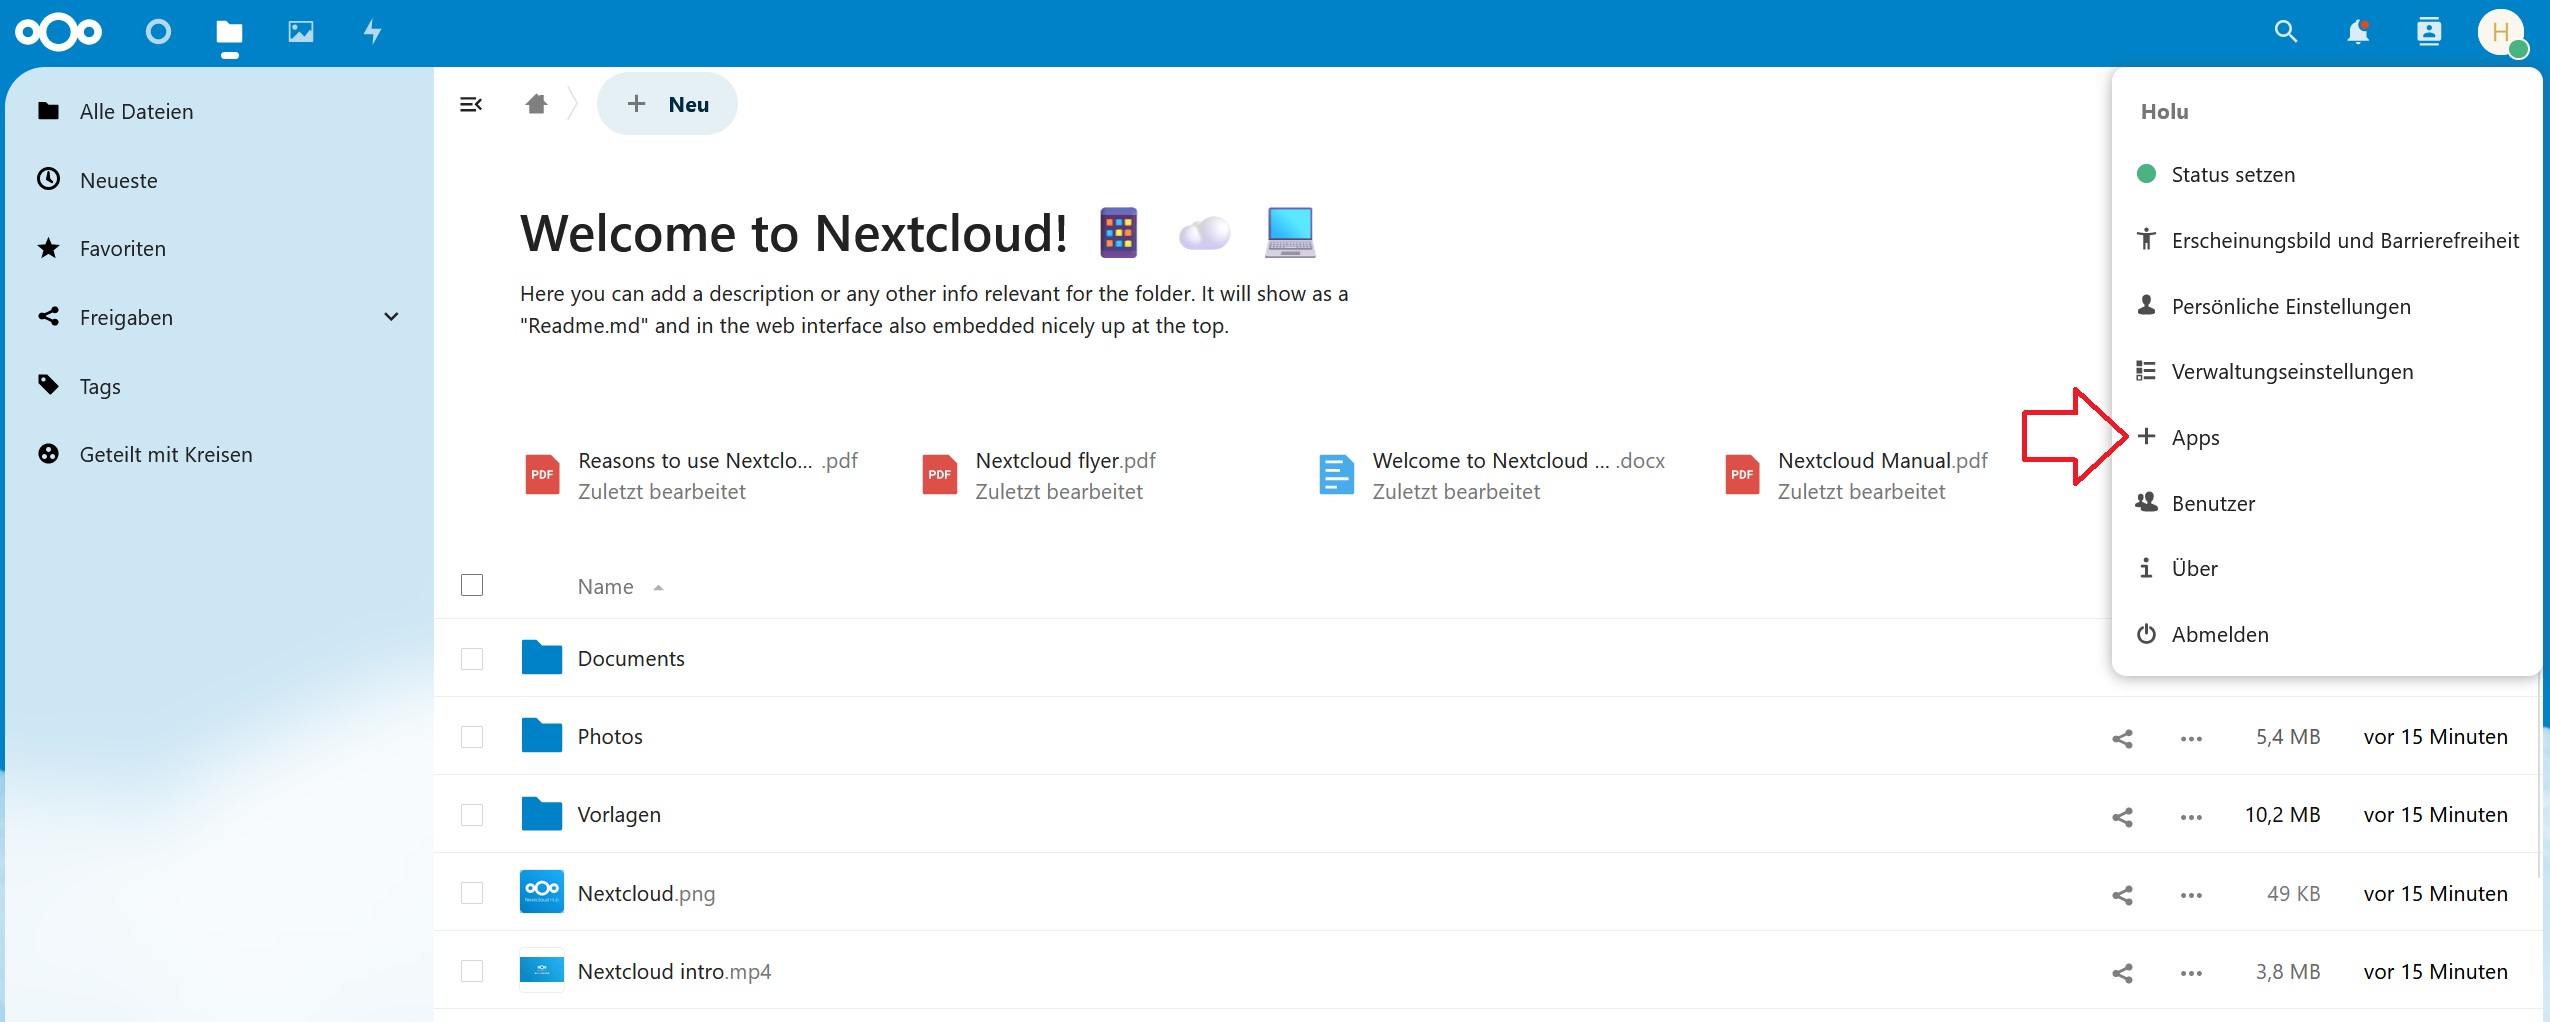 H
Alle Dateien
Neueste
Favoriten
Freigaben
Tags
Geteilt mit Kreisen
Neu
Welcome to Nextcloud!
Here you can add a description or any other info relevant for the folder. It will show as a
"Readme.md" and in the web interface also embedded nicely up at the top.
PDF Reasons to use Nextclo... .pdf
Zuletzt bearbeitet
PDF Nextcloud flyer.pdf
Zuletzt bearbeitet
Welcome to Nextcloud ... .docx
Zuletzt bearbeitet
PDF Nextcloud Manual.pdf
Zuletzt bearbeitet
Name
Documents
Photos 5,4 MB vor 15 Minuten
Vorlagen 10,2 MB vor 15 Minuten
Nextcloud.png 49 KB vor 15 Minuten
Nextcloud intro.mp4 3,8 MB vor 15 Minuten
Holu
Status setzen
Erscheinungsbild und Barrierefreiheit
Persönliche Einstellungen
Verwaltungseinstellungen
Apps
Benutzer
Über
Abmelden